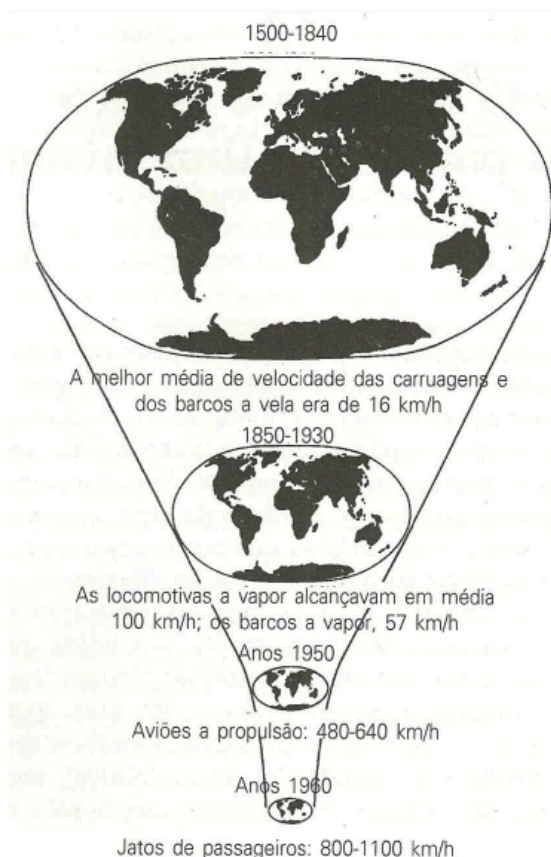 1500-1840
A melhor média de velocidade das carruagens e
dos barcos a vela era de 16 km/h
1850-1930
As locomotivas a vapor alcançavam em média
100 km/h; os barcos a vapor, 57 km/h
Anos 1950
Aviões a propulsão: 480-640 km/h
Anos 1960
Jatos de passageiros: 800-1100 km/h